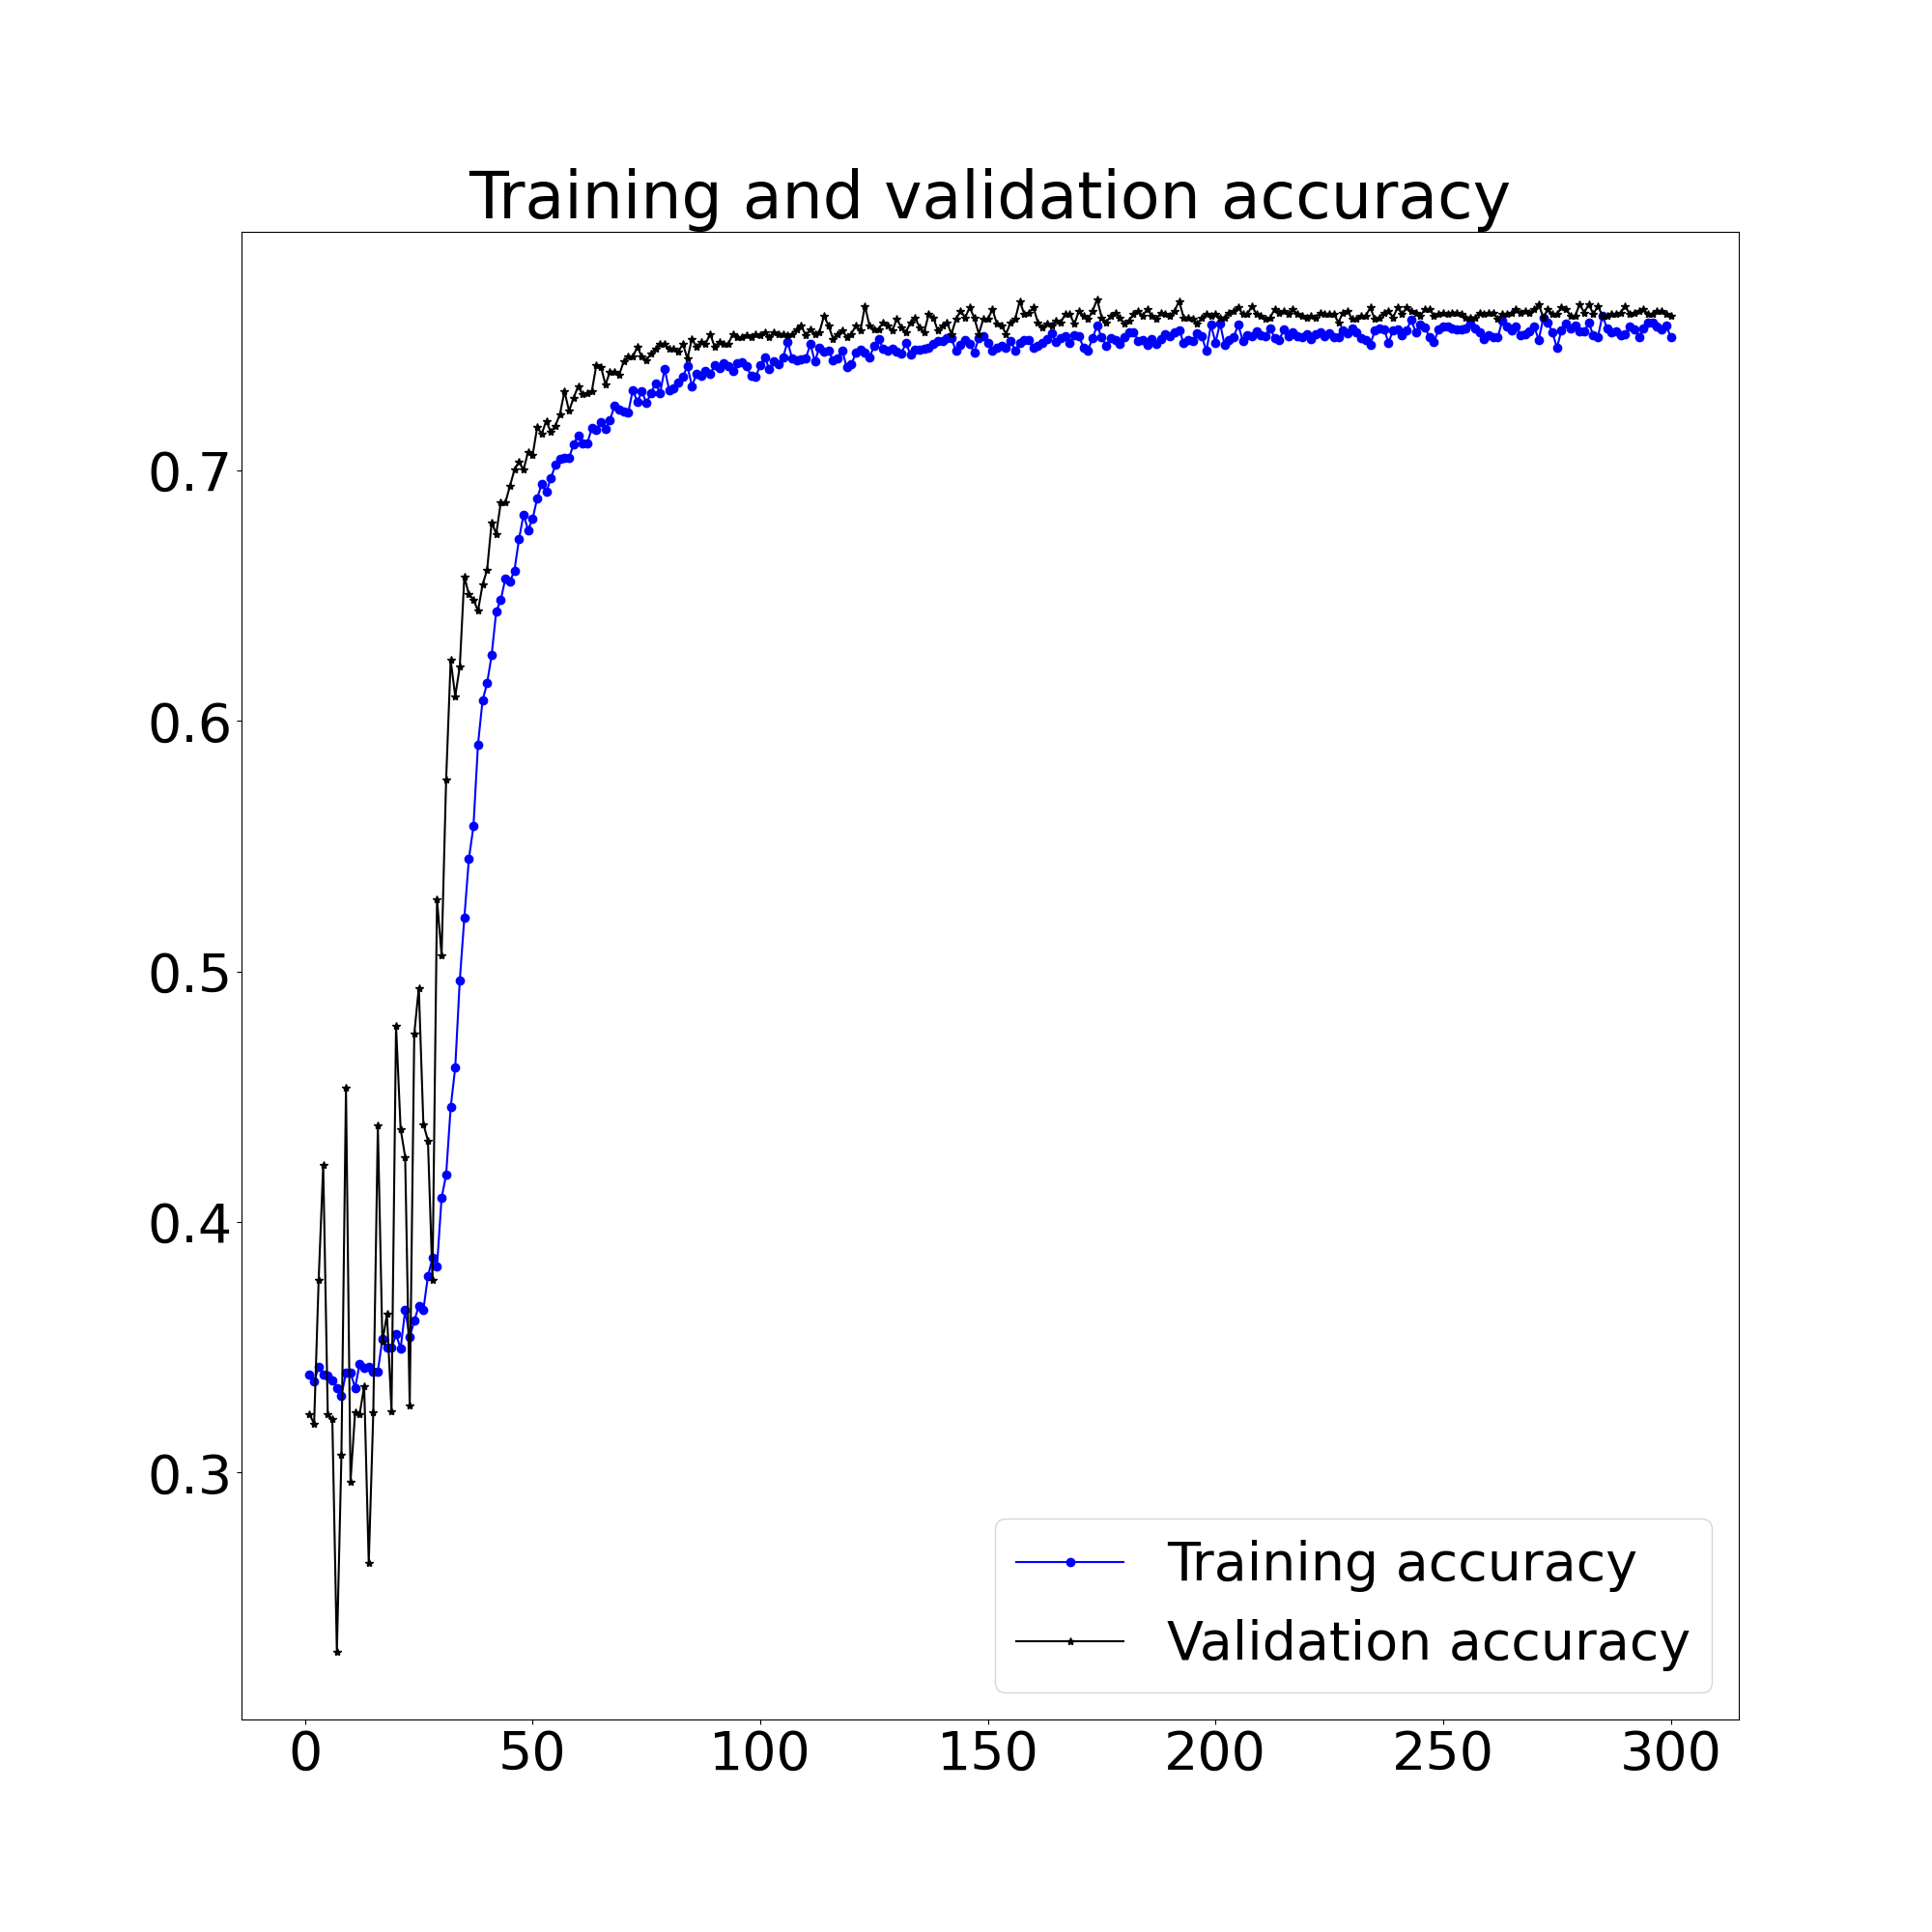 Training and validation accuracy
0.7
0.6
0.5
0.4
0.3
Training accuracy
Validation accuracy
0 50 100 150 200 250 300